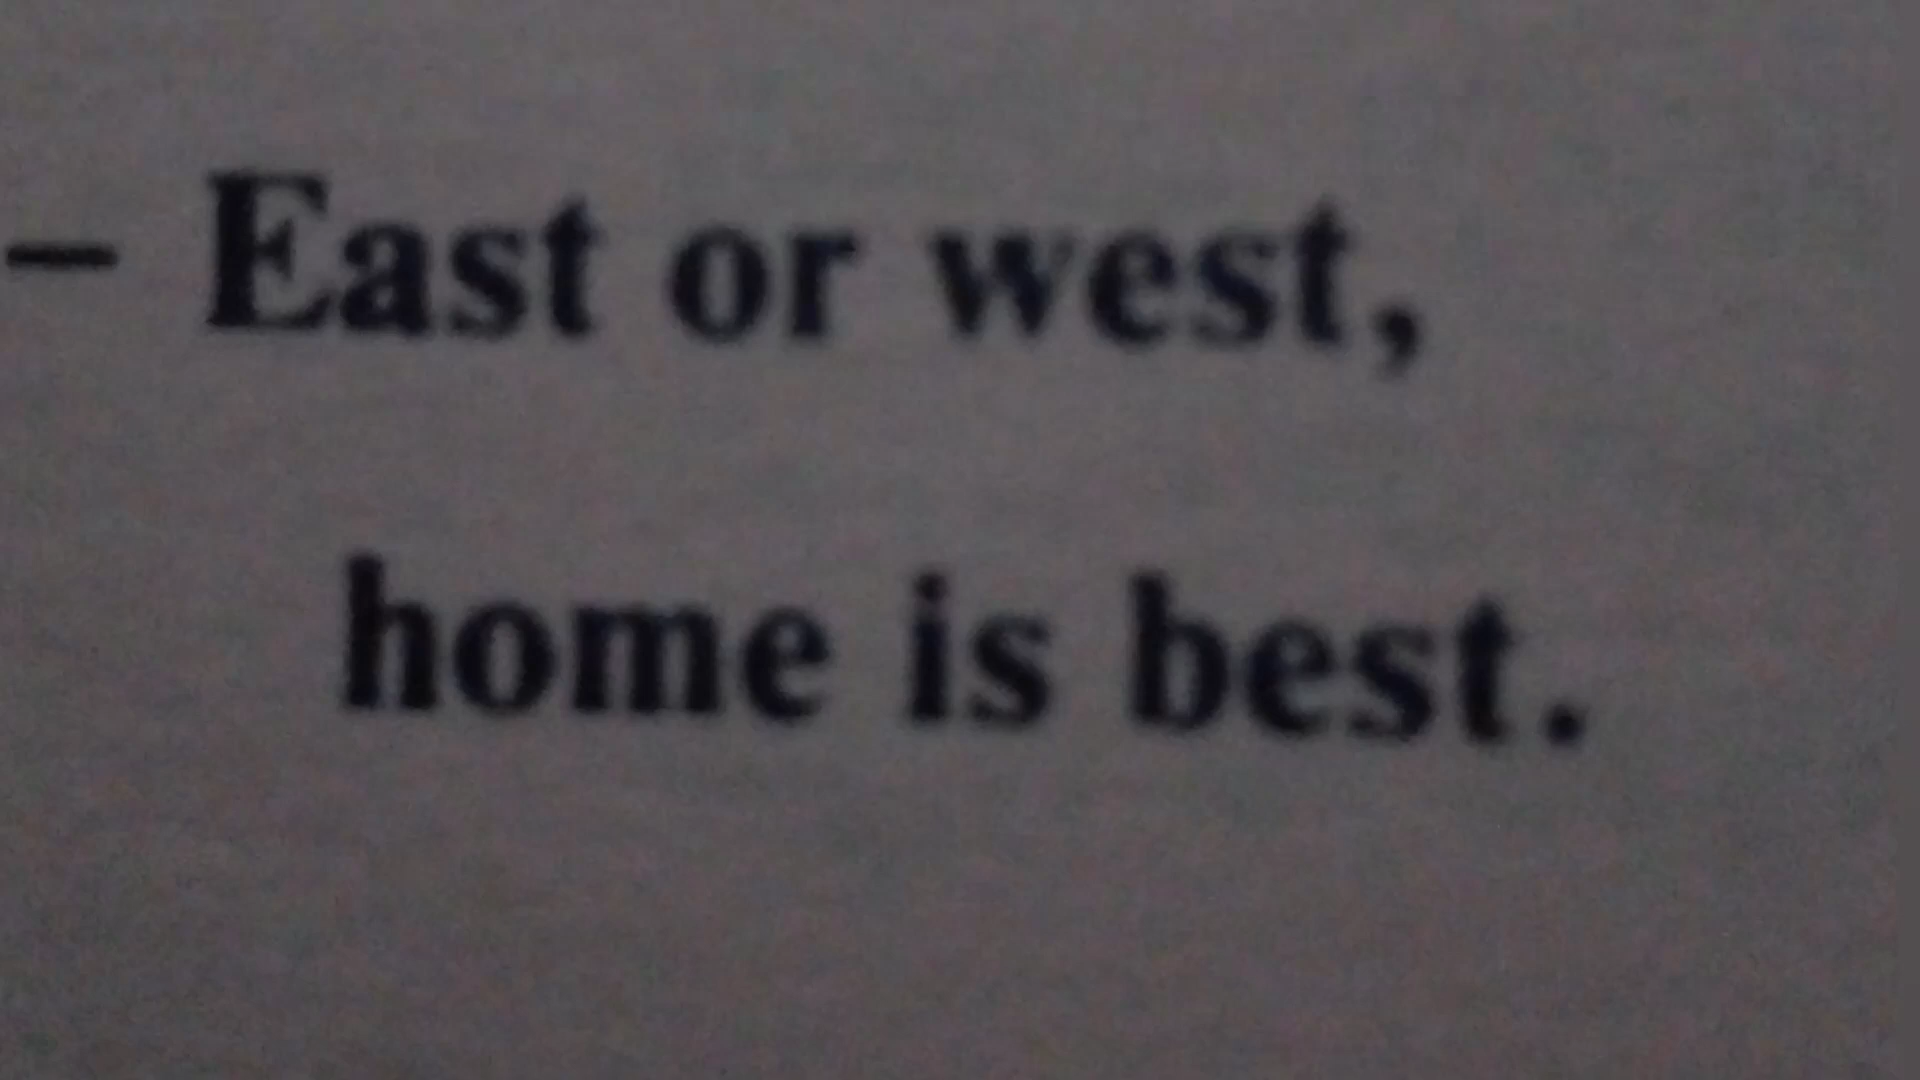 – East or west,
home is best.